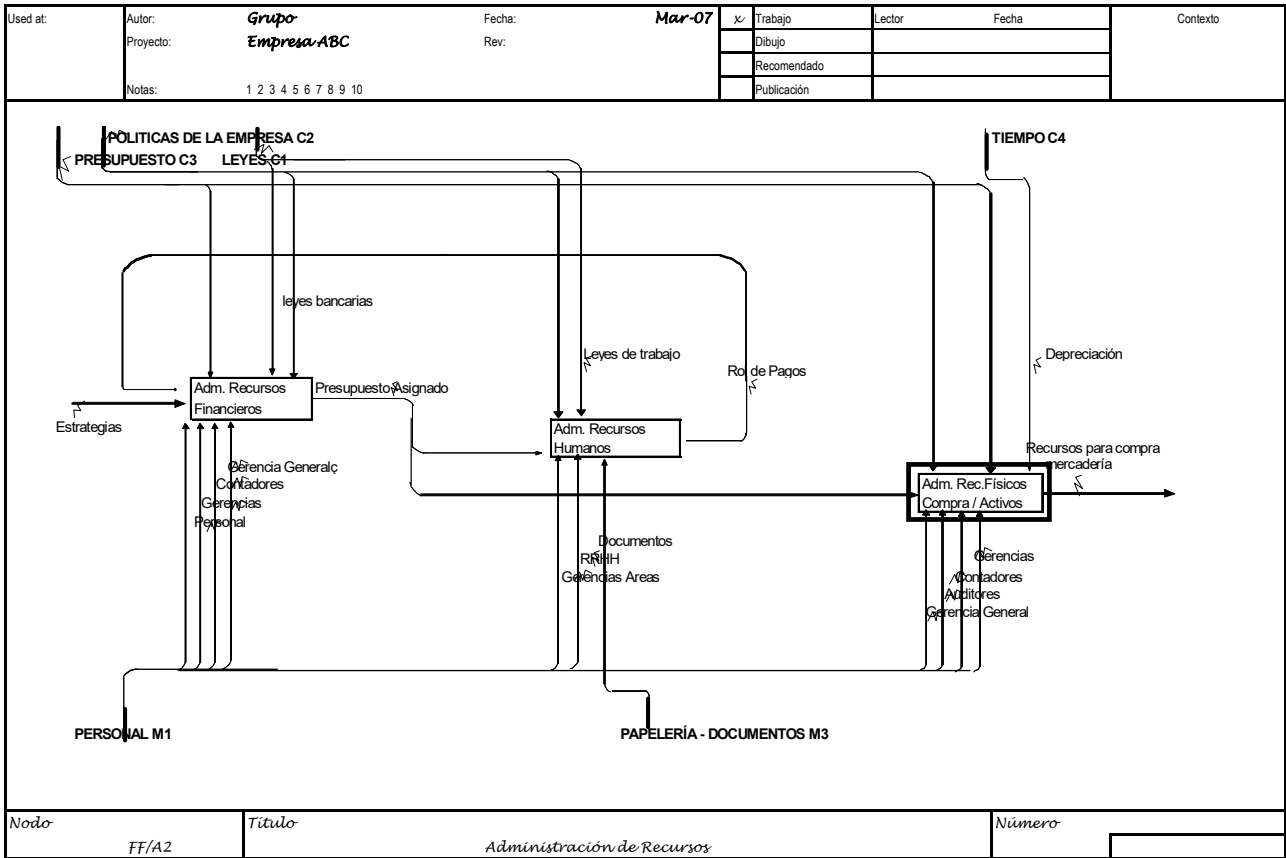 Used at:
Autor: Grupo Fecha: Mar-07 x Trabajo Lector Fecha Contexto
Proyecto: Empresa ABC Rev: Dibujo
Recomendado
Notas: 1 2 3 4 5 6 7 8 9 10 Publicación
POLITICAS DE LA EMPRESA C2
TIEMPO C4
PRESUPUESTO C3 LEYES C1
leyes bancarias
Leyes de trabajo
Depreciación
Rol de Pagos
Adm. Recursos
Financieros
Presupuesto Asignado
Estrategias
Adm. Recursos
Humanos
Recursos para compra
mercadería
Adm. Rec.Físicos
Compra / Activos
Gerencia Generalç
Contadores
Gerencias
Personal
Documentos
RRHH
Gerencias Areas
Gerencias
Contadores
Auditores
Gerencia General
PERSONAL M1
PAPELERÍA - DOCUMENTOS M3
Nodo Título Número
FF/A2 Administración de Recursos